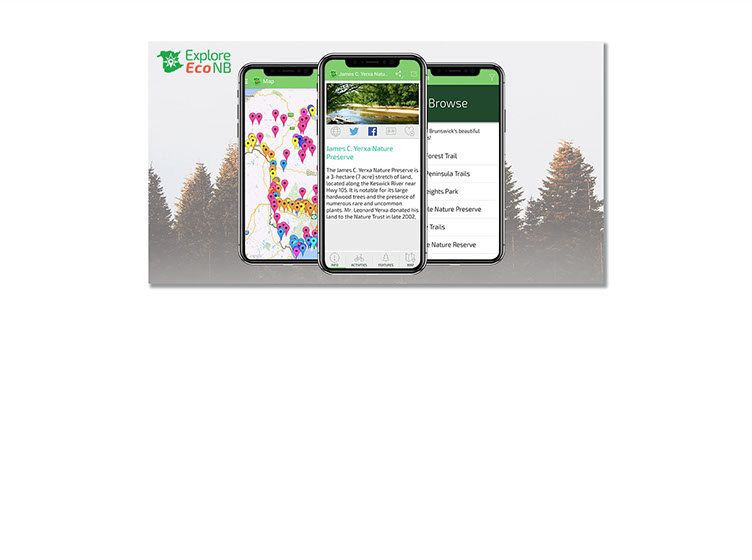 Explore
EcoNB
Map
James C. Yerxa Natu...
James C. Yerxa Nature
Preserve
The James C. Yerxa Nature Preserve is
a 3-hectare (7 acre) stretch of land,
located along the Keswick River near
Hwy 105. It is notable for its large
hardwood trees and the presence of
numerous rare and uncommon
plants. Mr. Leonard Yerxa donated his
land to the Nature Trust in late 2002,
INFO
ACTIVITIES
FEATURES
MAP
Browse
Brunswick's beautiful
orest Trail
Peninsula Trails
eights Park
le Nature Preserve
Trails
e Nature Reserve